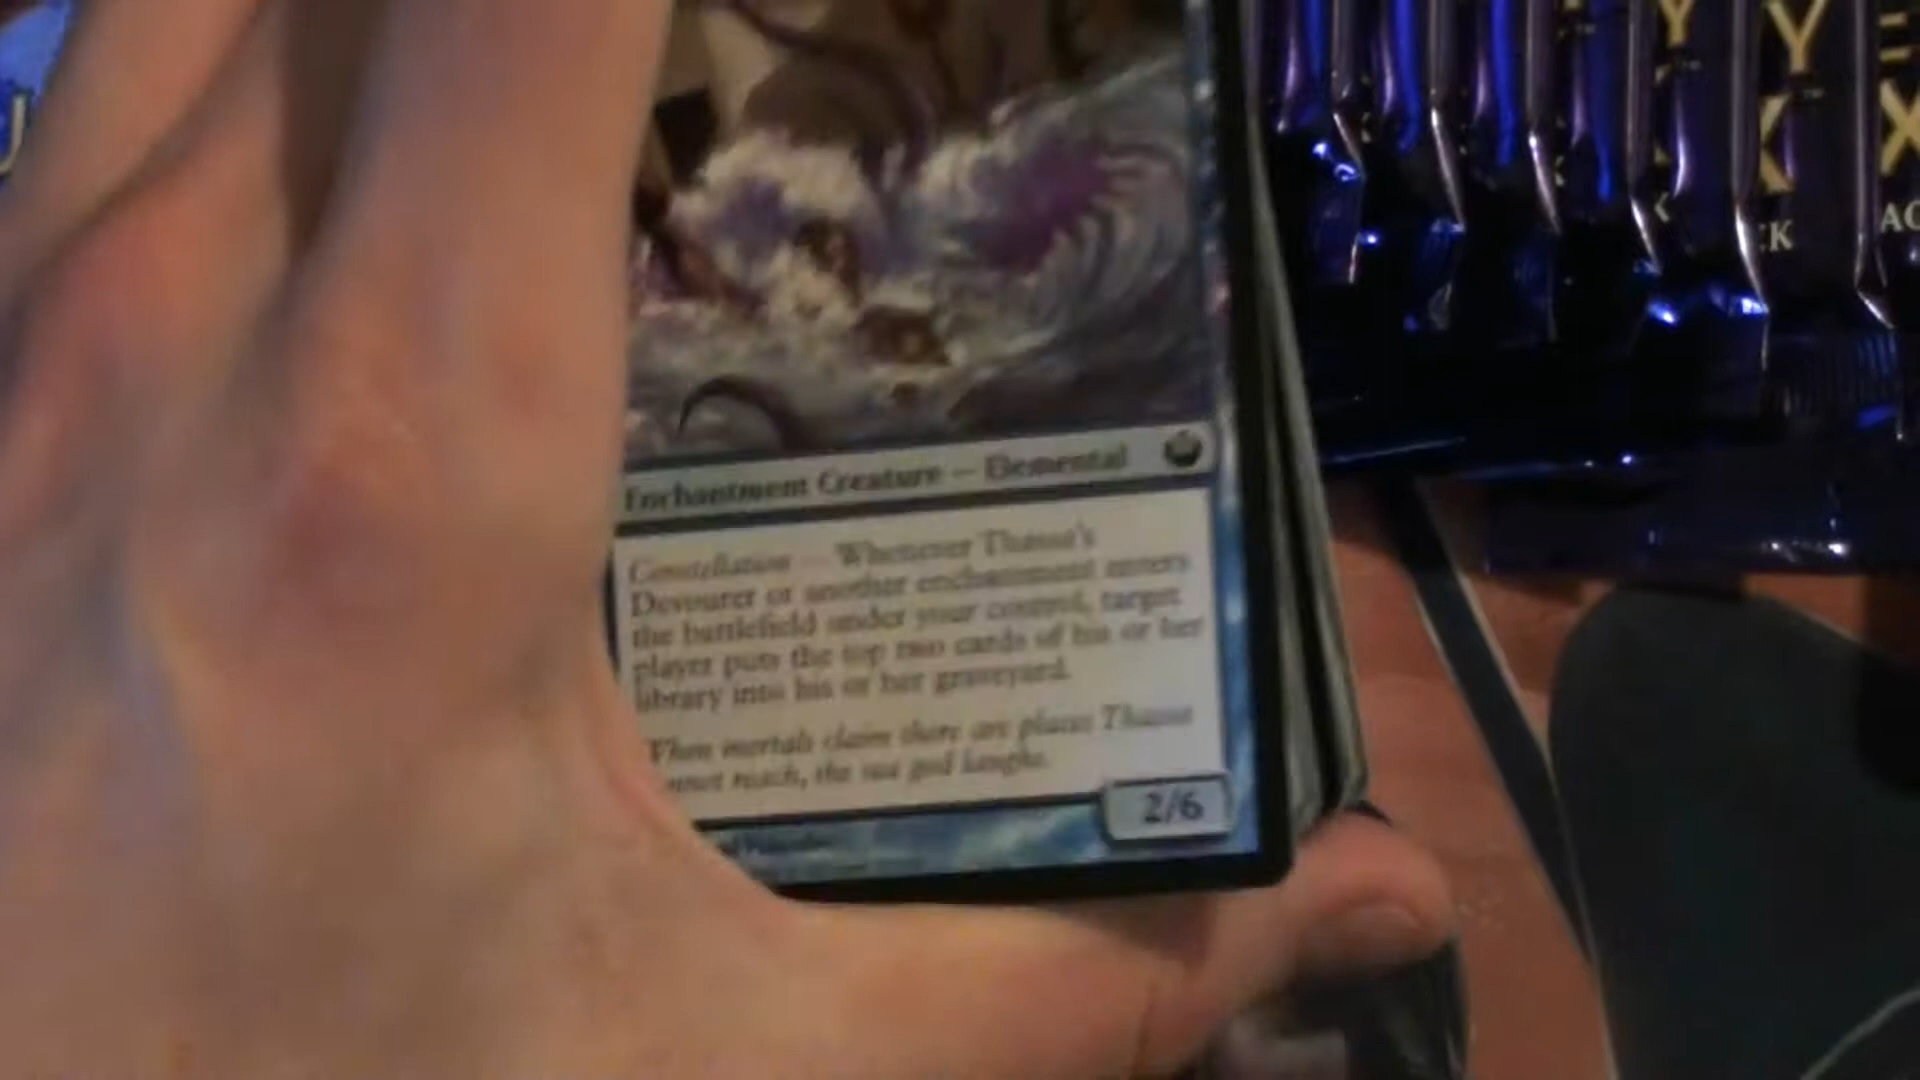 Enchantment Creature — Elemental
Constellation — Whenever Thassa's
Devourer or another enchantment enters
the battlefield under your control, target
player puts the top two cards of his or her
library into his or her graveyard.
When mortals claim there are places Thassa
nnot reach, the sea god laughs.
2/6